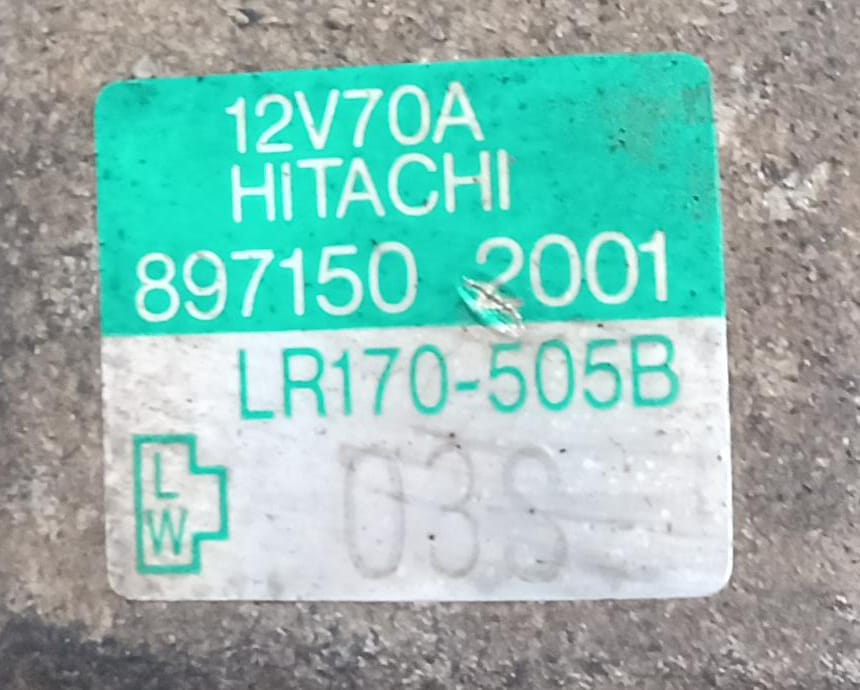 12V70A
HITACHI
897150 2001
LR170-505B
L
W
03S